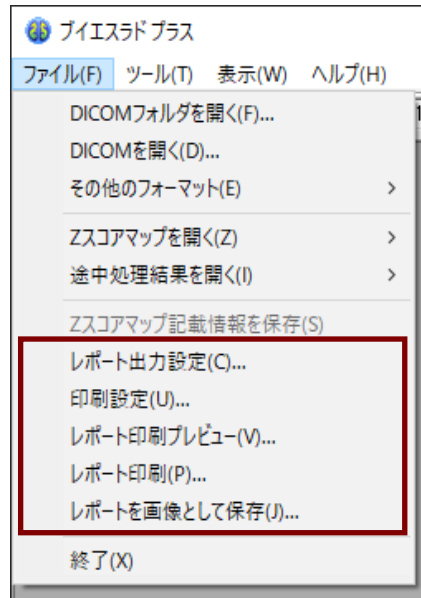 ブイエスラド プラス
ファイル(F) ツール(T) 表示(W) ヘルプ(H)
DICOMフォルダを開く(F)...
DICOMを開く(D)...
その他のフォーマット(E)
Zスコアマップを開く(Z)
途中処理結果を開く(I)
Zスコアマップ記載情報を保存(S)
レポート出力設定(C)...
印刷設定(U)...
レポート印刷プレビュー(V)...
レポート印刷(P)...
レポートを画像として保存(J)...
終了(X)